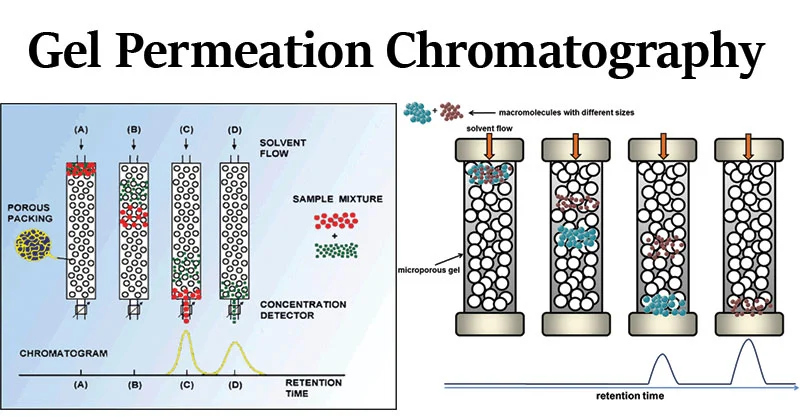 Gel Permeation Chromatography
(A) (B) (C) (D)
SOLVENT
FLOW
POROUS
PACKING
SAMPLE MIXTURE
+
CONCENTRATION
DETECTOR
CHROMATOGRAM
(A) (B) (C) (D)
RETENTION
TIME
+
macromolecules with different sizes
solvent flow
microporous gel
retention time